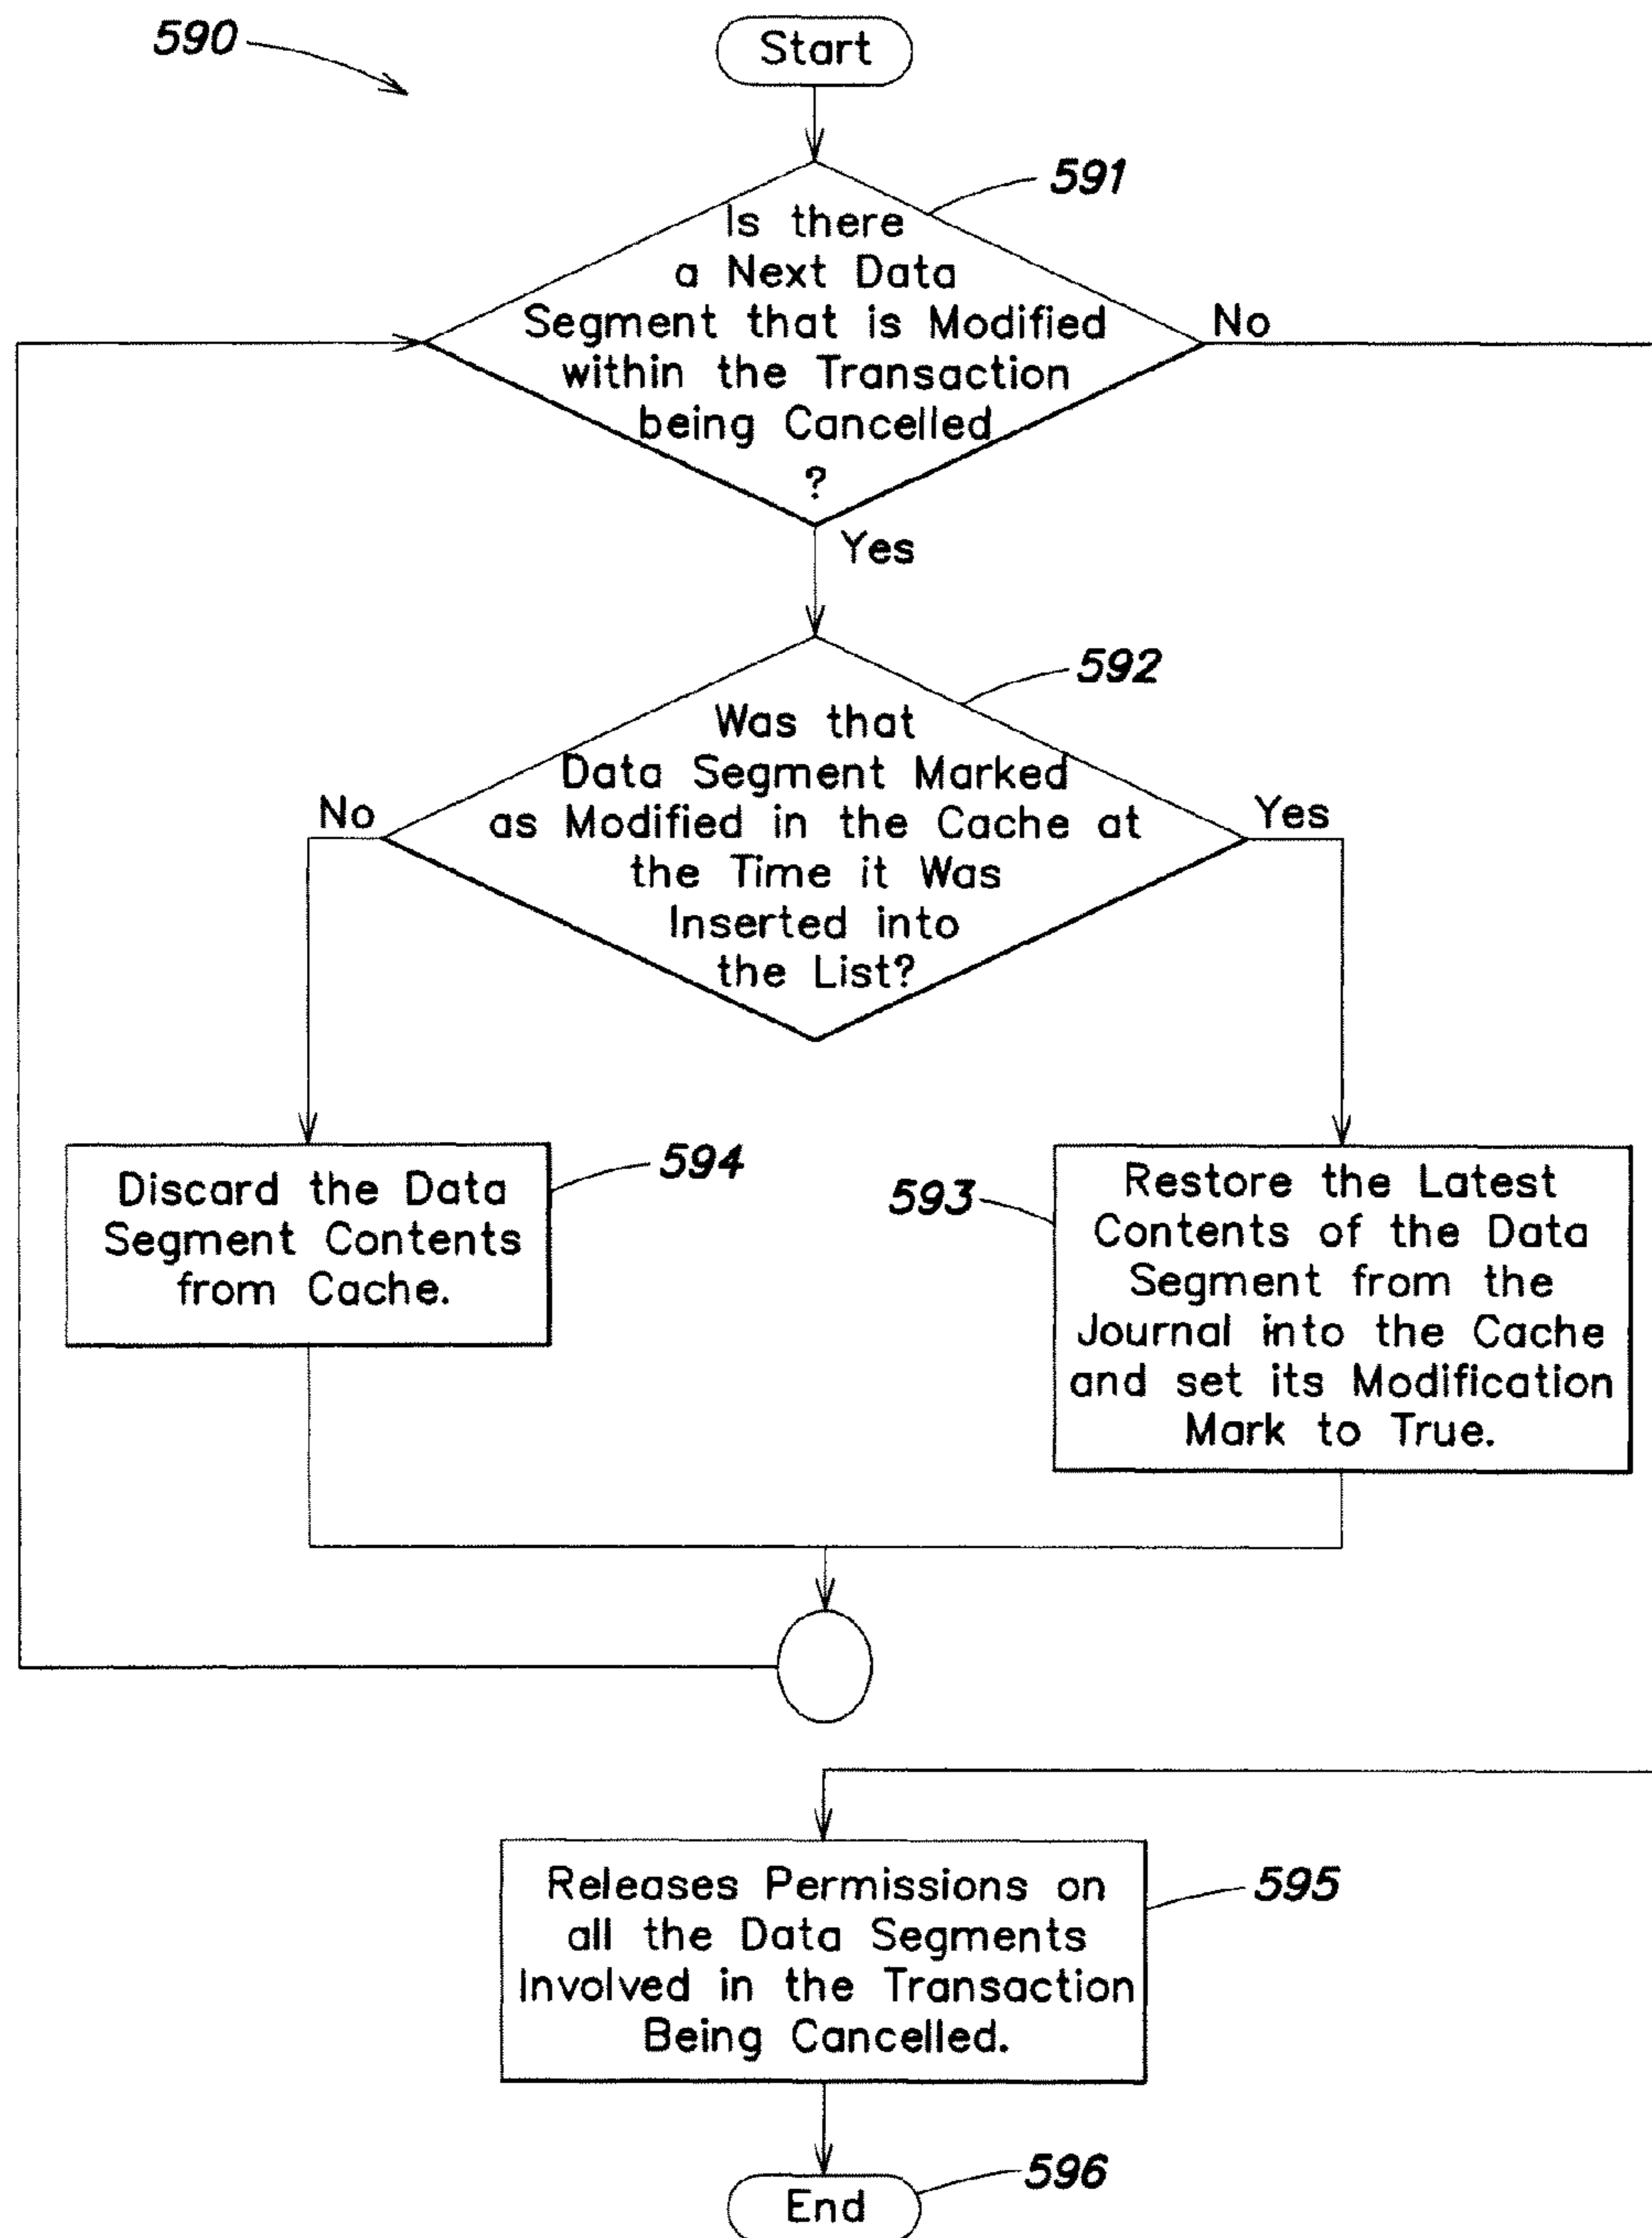 590
Start
591
Is there
a Next Data
Segment that is Modified
within the Transaction
being Cancelled
?
No
Yes
592
Was that
Data Segment Marked
as Modified in the Cache at
the Time it Was
Inserted into
the List?
No
Yes
594
Discard the Data
Segment Contents
from Cache.
593
Restore the Latest
Contents of the Data
Segment from the
Journal into the Cache
and set its Modification
Mark to True.
595
Releases Permissions on
all the Data Segments
Involved in the Transaction
Being Cancelled.
596
End